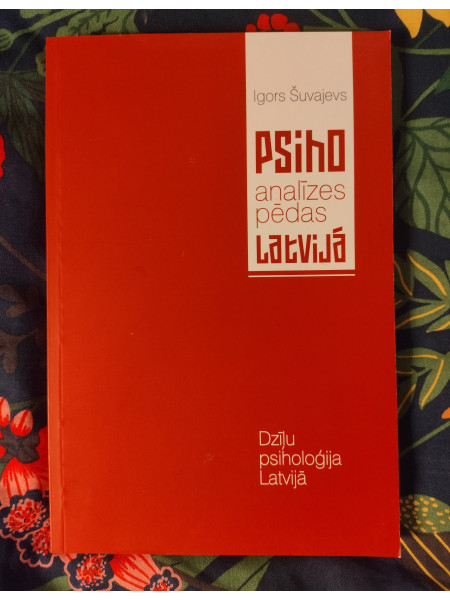 Igors Šuvajevs
PSiHO
analīzes
pēdas
LatviJā
Dziļu
psiholoģija
Latvijā